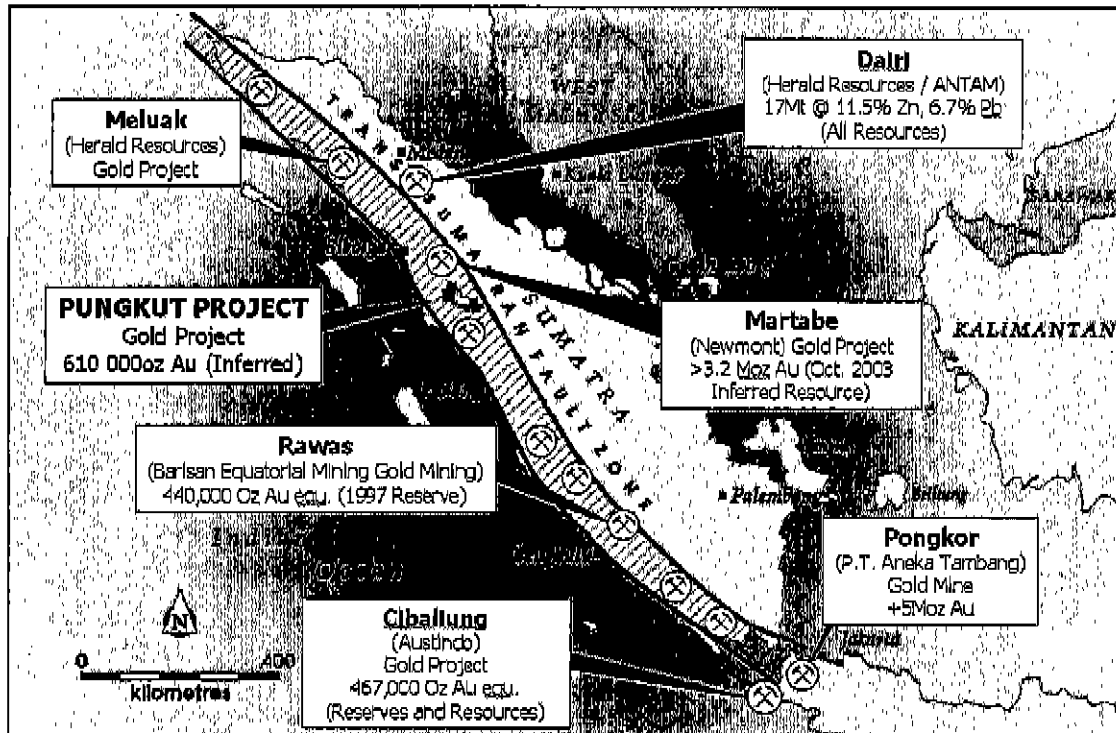 Dairi
(Herald Resources / ANTAM)
17Mt @ 11.5% Zn, 6.7% Pb
(All Resources)
WEST
Meluak
(Herald Resources)
Gold Project
TRANS SUMATRAN FAULT ZONE
SUMATRA
PUNGKUT PROJECT
Gold Project
610 000oz Au (Inferred)
Martabe
(Newmont) Gold Project
>3.2 Moz Au (Oct. 2003
Inferred Resource)
KALIMANTAN
Rawas
(Barisan Equatorial Mining Gold Mining)
440,000 Oz Au equ. (1997 Reserve)
Palembang
Pongkor
(P.T. Aneka Tambang)
Gold Mine
+5Moz Au
Cibaliung
(Austindo)
Gold Project
467,000 Oz Au equ.
(Reserves and Resources)
N
0 400
kilometres